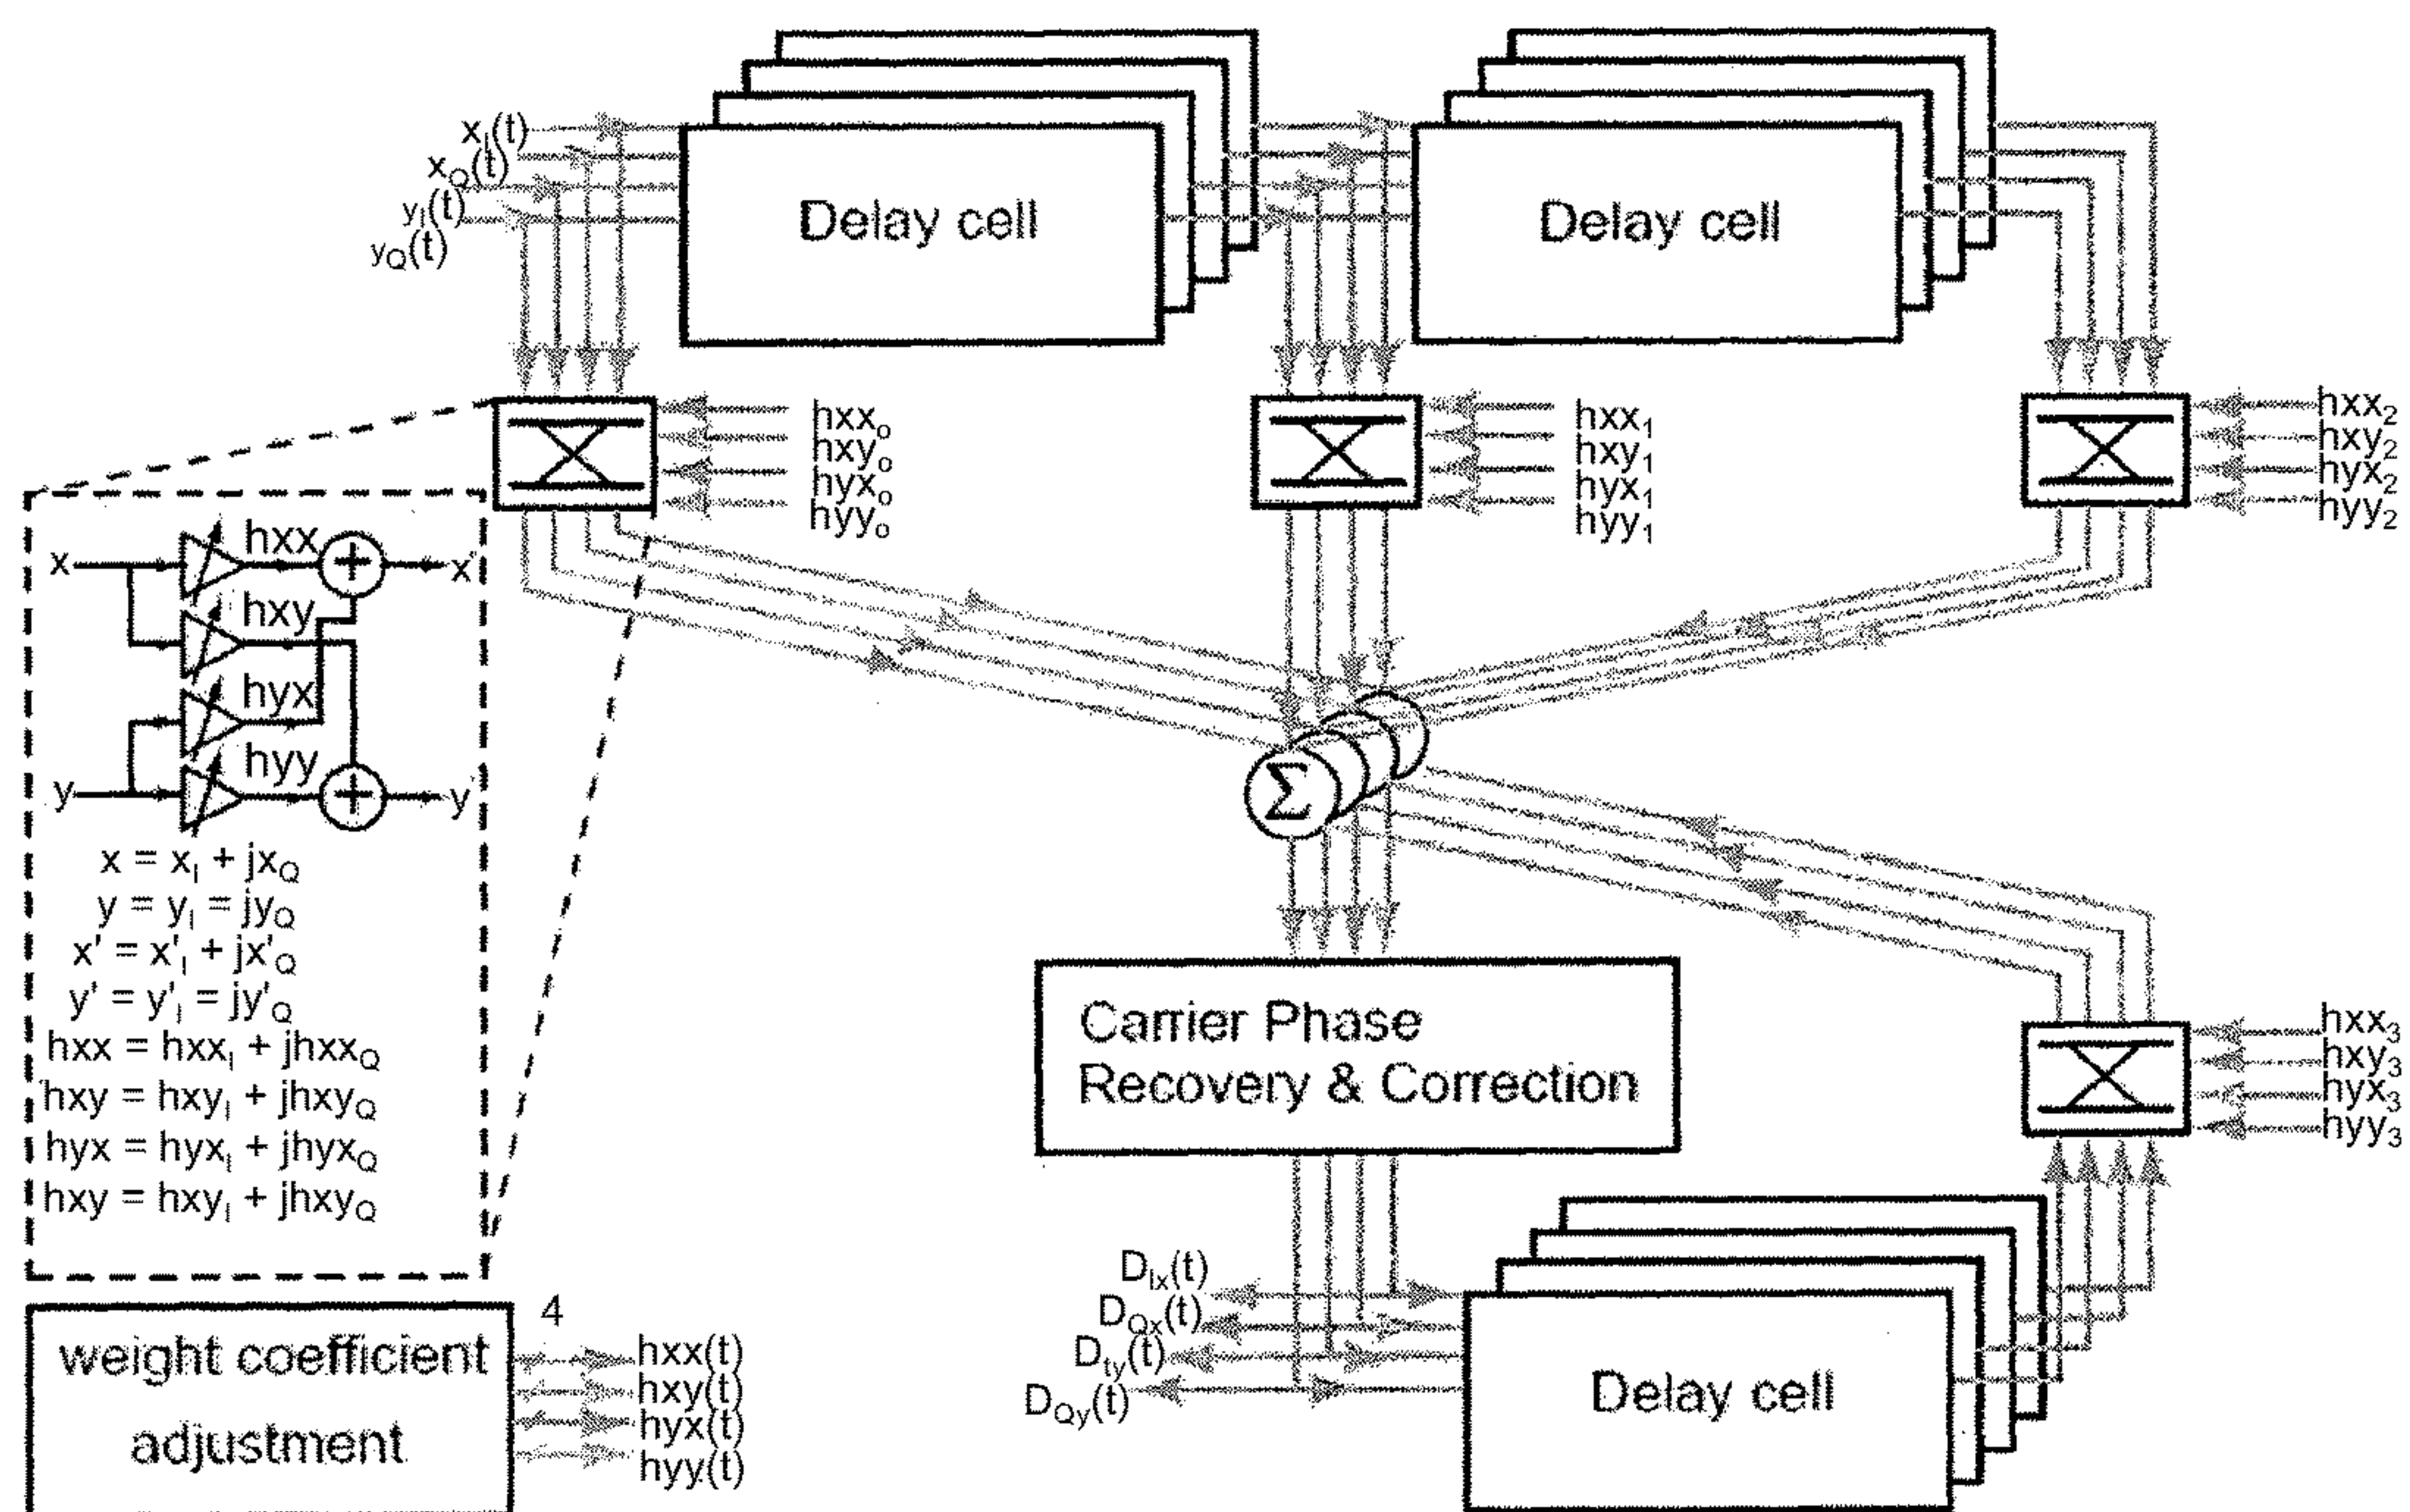 x_I(t)
x_Q(t)
y_I(t)
y_Q(t)
Delay cell
Delay cell
hxx_o
hxy_o
hyx_o
hyy_o
hxx_1
hxy_1
hyx_1
hyy_1
hxx_2
hxy_2
hyx_2
hyy_2
x
hxx
x'
hxy
hyx
hyy
y
y'
x = x_I + jx_Q
y = y_I = jy_Q
x' = x'_I + jx'_Q
y' = y'_I = jy'_Q
hxx = hxx_I + jhxx_Q
hxy = hxy_I + jhxy_Q
hyx = hyx_I + jhyx_Q
hxy = hxy_I + jhxy_Q
Σ
Carrier Phase
Recovery & Correction
hxx_3
hxy_3
hyx_3
hyy_3
D_Ix(t)
D_Qx(t)
D_ty(t)
D_Qy(t)
Delay cell
weight coefficient
adjustment
4
hxx(t)
hxy(t)
hyx(t)
hyy(t)